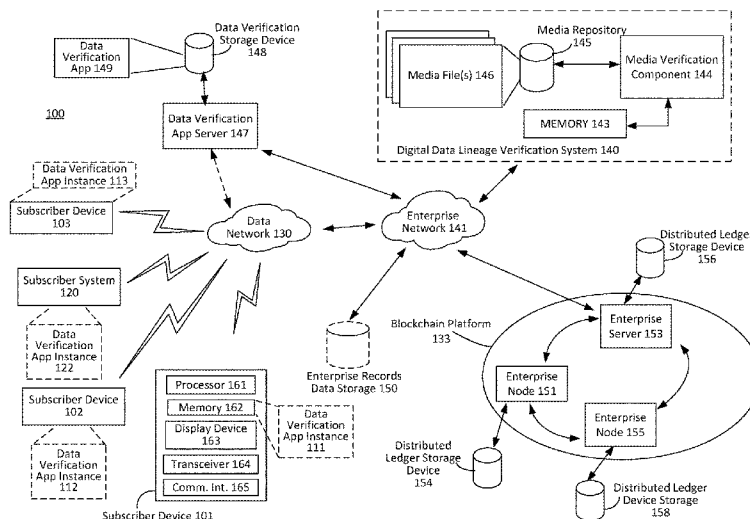 Data
Verification
App 149
Data Verification
Storage Device
148
Data Verification
App Server 147
100
Data Verification
App Instance 113
Subscriber Device
103
Subscriber System
120
Data
Verification
App Instance
122
Subscriber Device
102
Data
Verification
App Instance
112
Data
Network 130
Enterprise
Network 141
Media File(s) 146
Media Repository
145
Media Verification
Component 144
MEMORY 143
Digital Data Lineage Verification System 140
Enterprise Records
Data Storage 150
Processor 161
Memory 162
Display Device
163
Transceiver 164
Comm. Int. 165
Data
Verification
App Instance
111
Subscriber Device 101
Distributed Ledger
Storage Device
156
Blockchain Platform
133
Enterprise
Server 153
Enterprise
Node 151
Enterprise
Node 155
Distributed
Ledger Storage
Device
154
Distributed Ledger
Device Storage
158